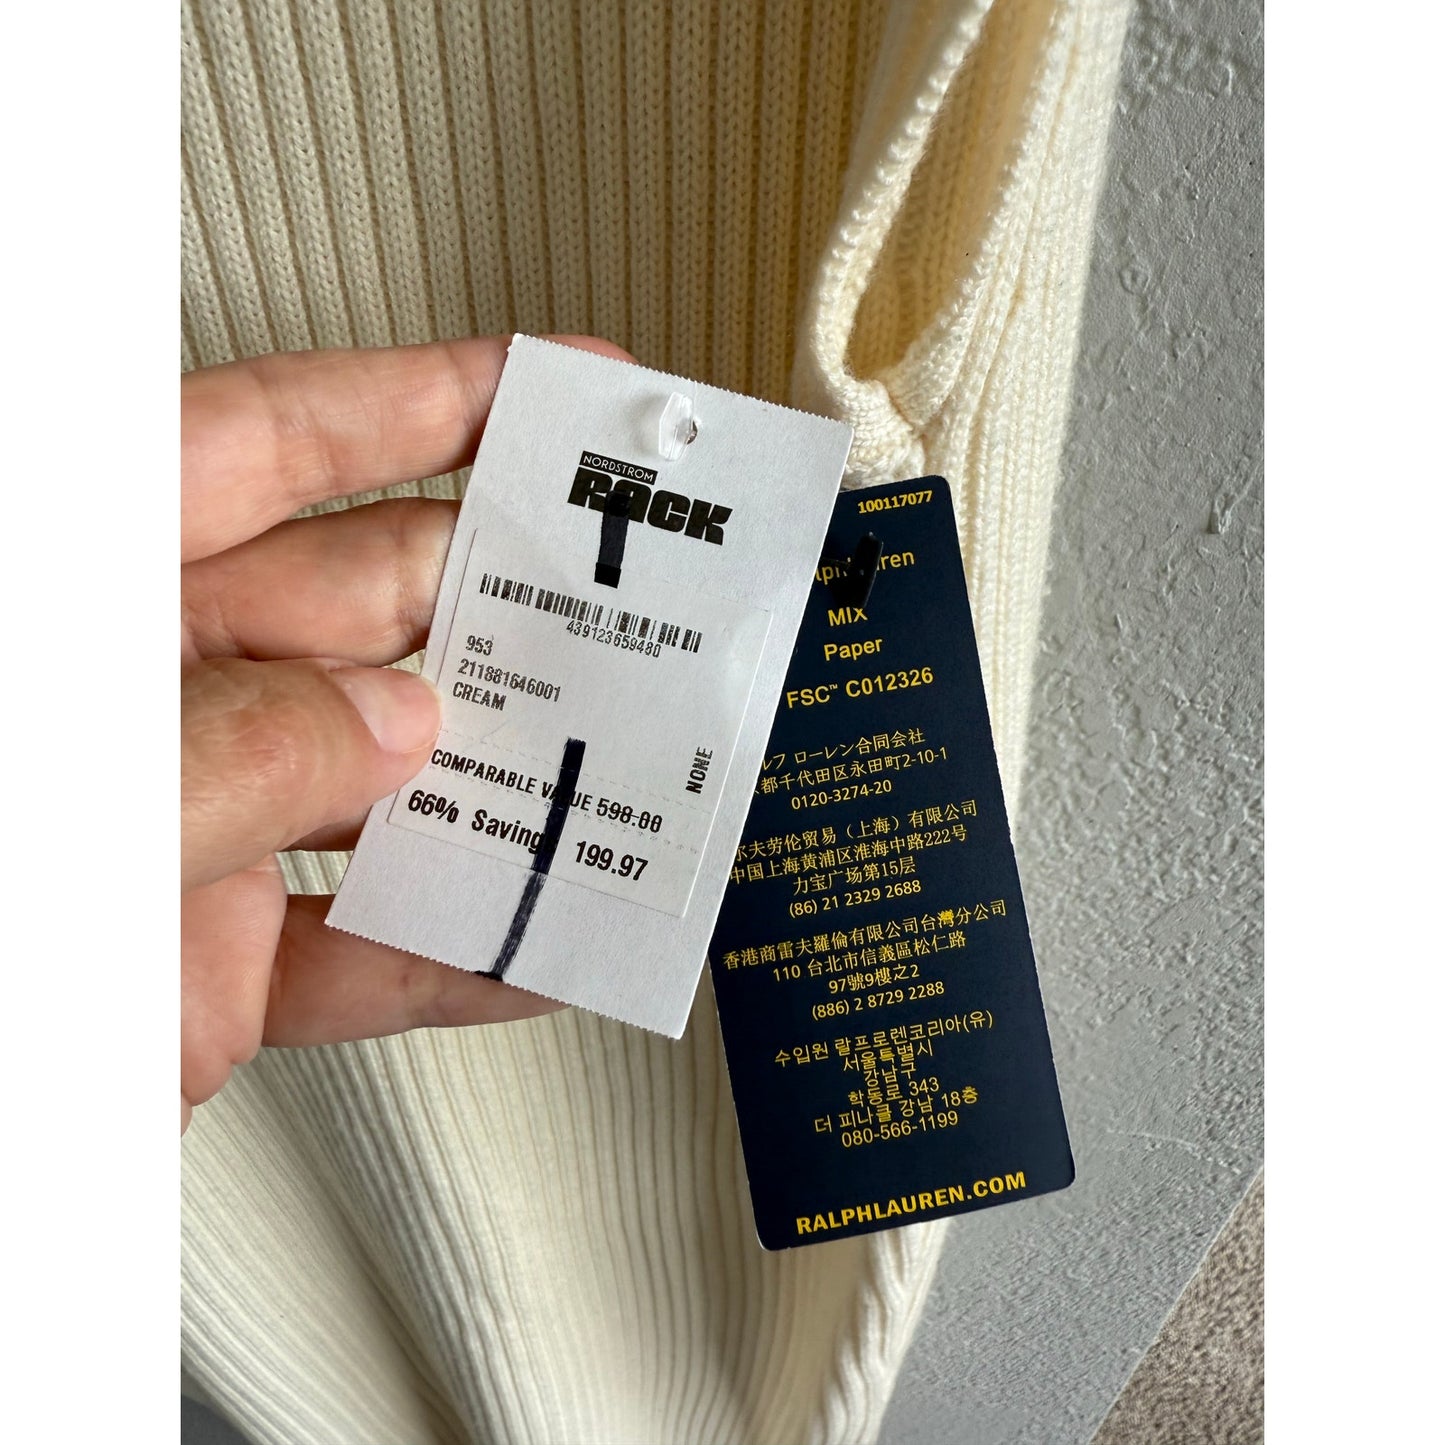 NORDSTROM
RACK
439123659480
953
211881646001
CREAM
NONE
COMPARABLE VALUE 598.00
66% Savings 199.97
100117077
MIX
Paper
FSC™ C012326
ローレン合同会社
都千代田区永田町2-10-1
0120-3274-20
尔夫劳伦贸易（上海）有限公司
中国上海黄浦区淮海中路222号
力宝广场第15层
(86) 21 2329 2688
香港商雷夫羅倫有限公司台灣分公司
110 台北市信義區松仁路
97號9樓之2
(886) 2 8729 2288
수입원 랄프로렌코리아(유)
서울특별시
강남구
학동로 343
더 피나클 강남 18층
080-566-1199
RALPHLAUREN.COM